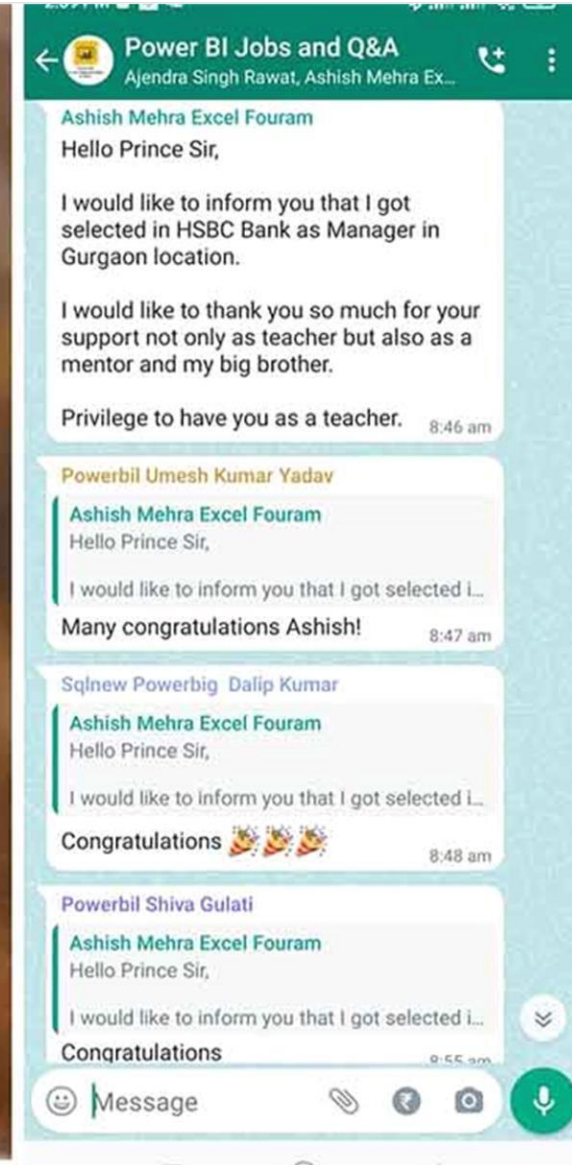 Power BI Jobs and Q&A
Ajendra Singh Rawat, Ashish Mehra Ex...
Ashish Mehra Excel Fouram
Hello Prince Sir,
I would like to inform you that I got
selected in HSBC Bank as Manager in
Gurgaon location.
I would like to thank you so much for your
support not only as teacher but also as a
mentor and my big brother.
Privilege to have you as a teacher. 8:46 am
Powerbil Umesh Kumar Yadav
Ashish Mehra Excel Fouram
Hello Prince Sir,
I would like to inform you that I got selected i...
Many congratulations Ashish! 8:47 am
Sqlnew Powerbig Dalip Kumar
Ashish Mehra Excel Fouram
Hello Prince Sir,
I would like to inform you that I got selected i...
Congratulations 🎉🎉🎉 8:48 am
Powerbil Shiva Gulati
Ashish Mehra Excel Fouram
Hello Prince Sir,
I would like to inform you that I got selected i...
Congratulations 8:55 am
Message